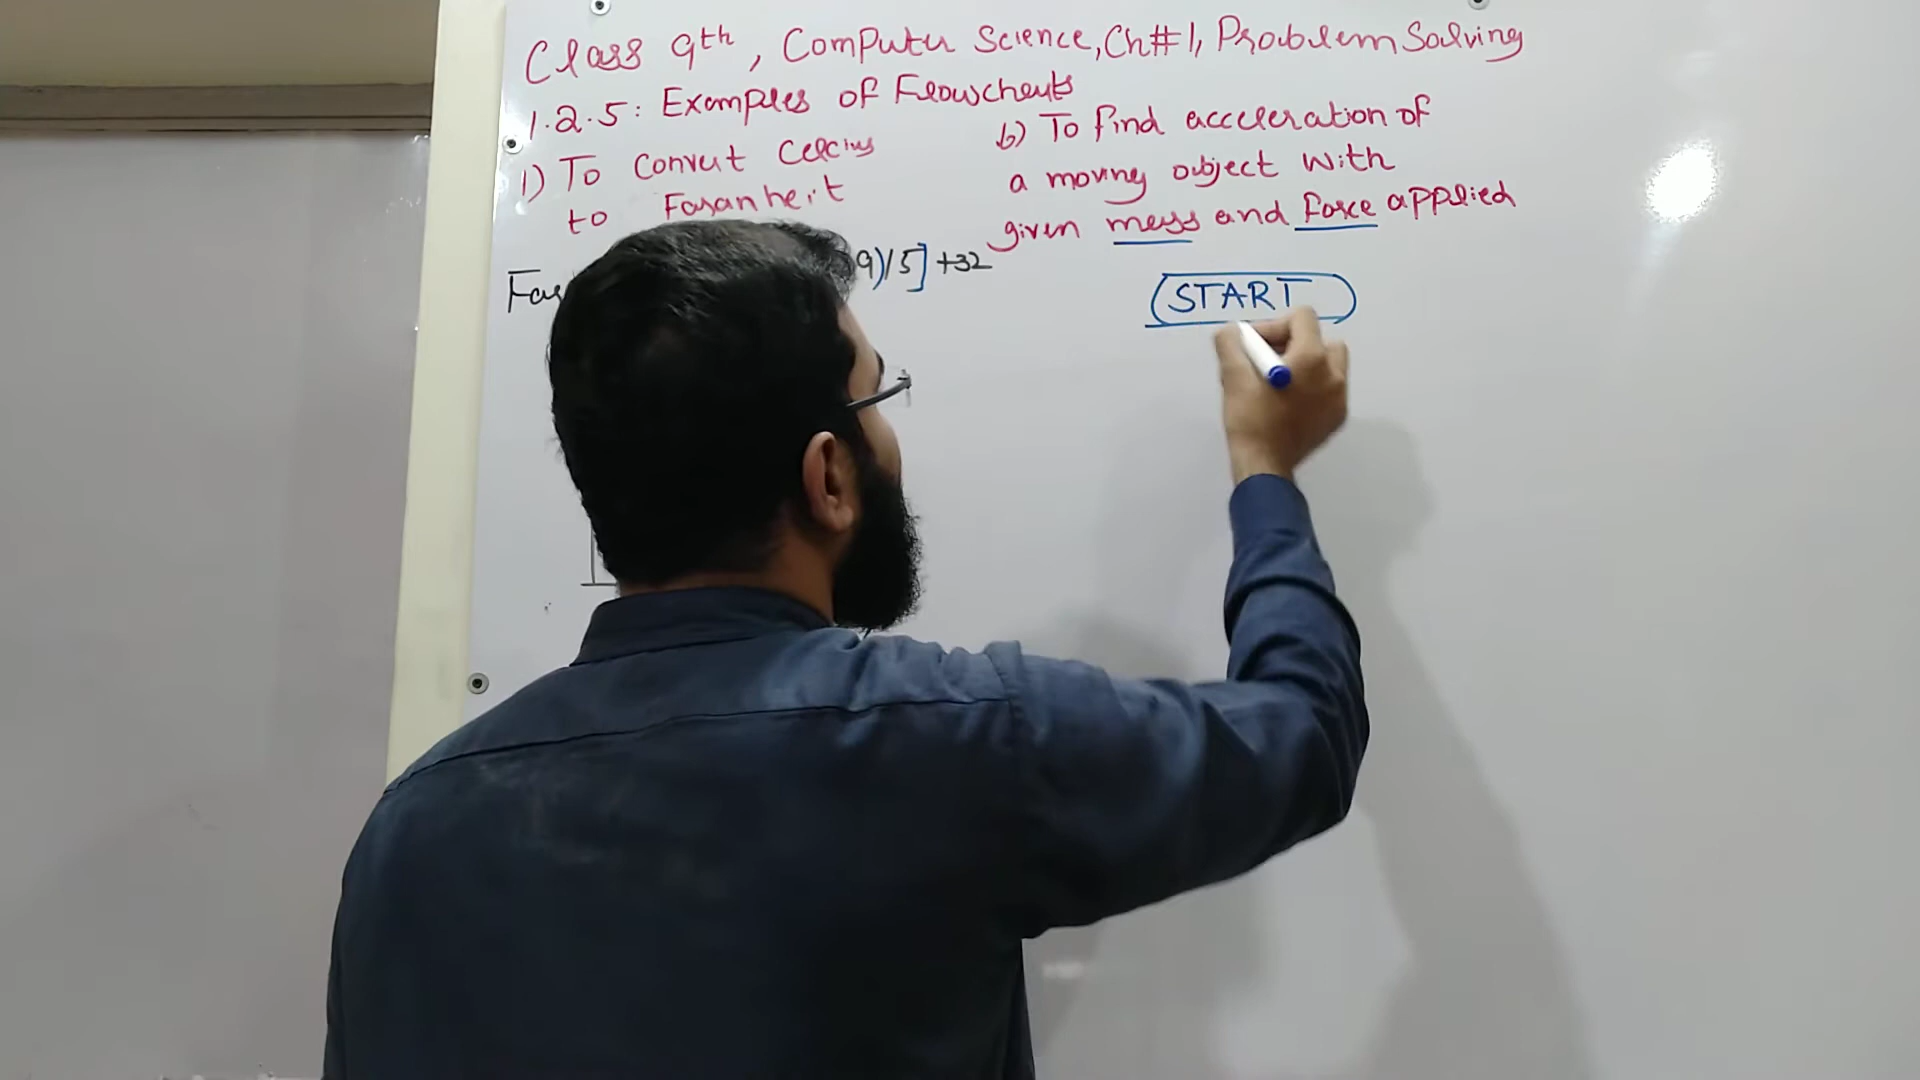 Class 9th, Computer Science, Ch#1, Problem Solving
1.2.5: Examples of Flowcharts
1) To Convert Celcius
to Faranheit
Far 9)/5] +32
b) To find acceleration of
a moving object with
given mass and force applied
START